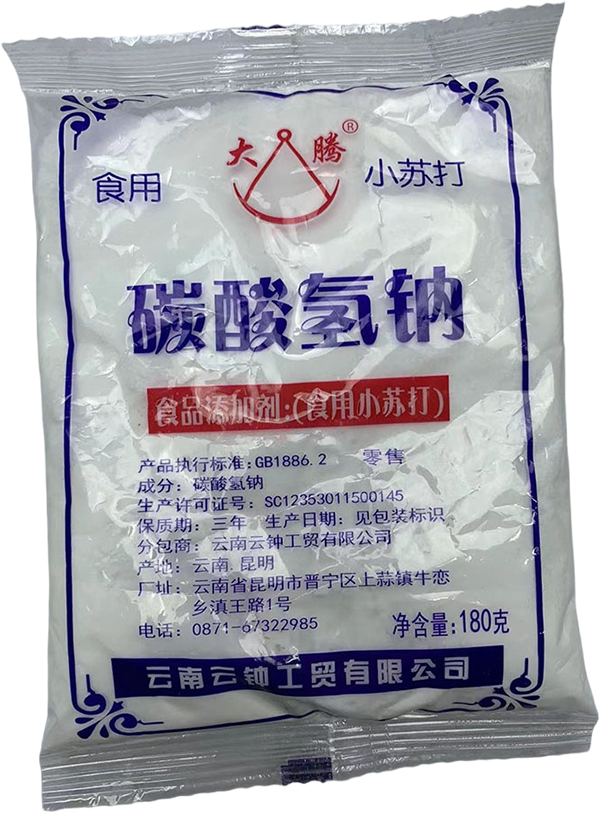 大腾®
食用 小苏打
碳酸氢钠
食品添加剂:(食用小苏打)
产品执行标准:GB1886.2 零售
成分:碳酸氢钠
生产许可证号:SC12353011500145
保质期:三年 生产日期:见包装标识
分包商:云南云钟工贸有限公司
产地:云南.昆明
厂址:云南省昆明市晋宁区上蒜镇牛恋
乡滇王路1号
电话:0871-67322985
净含量:180克
云南云钟工贸有限公司